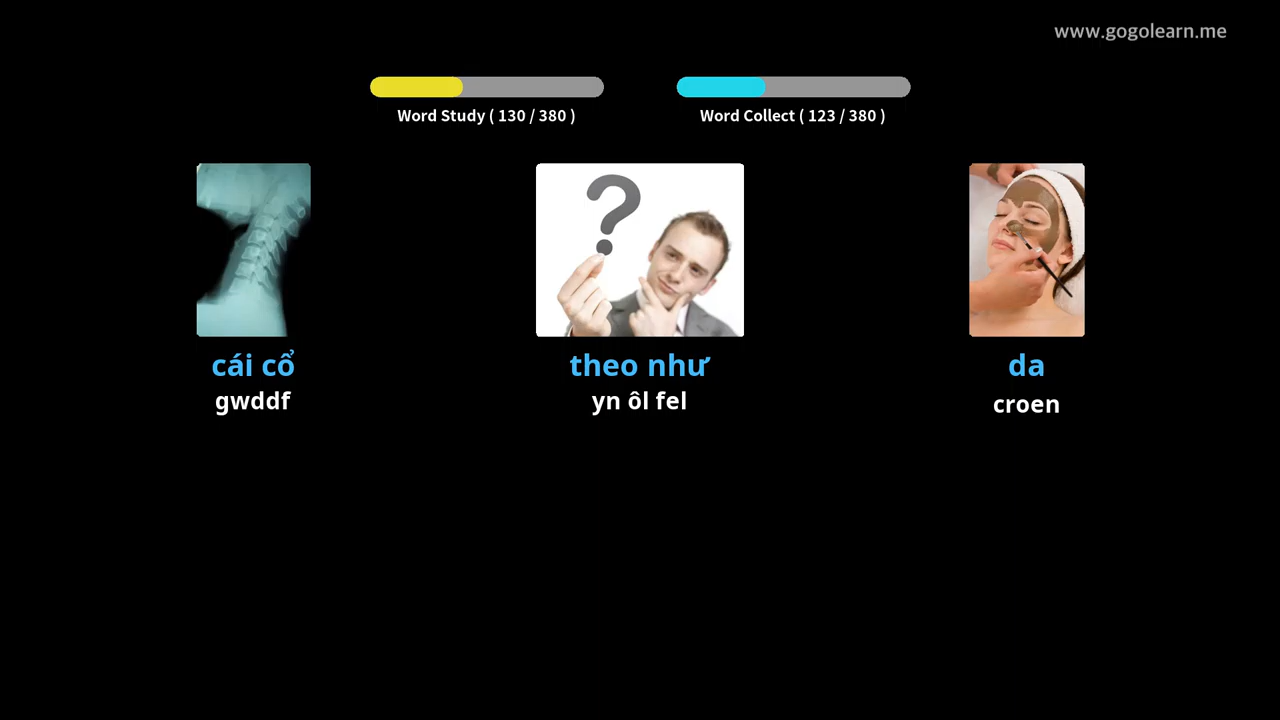 www.gogolearn.me
Word Study ( 130 / 380 )
Word Collect ( 123 / 380 )
cái cổ
theo như
da
gwddf
yn ôl fel
croen